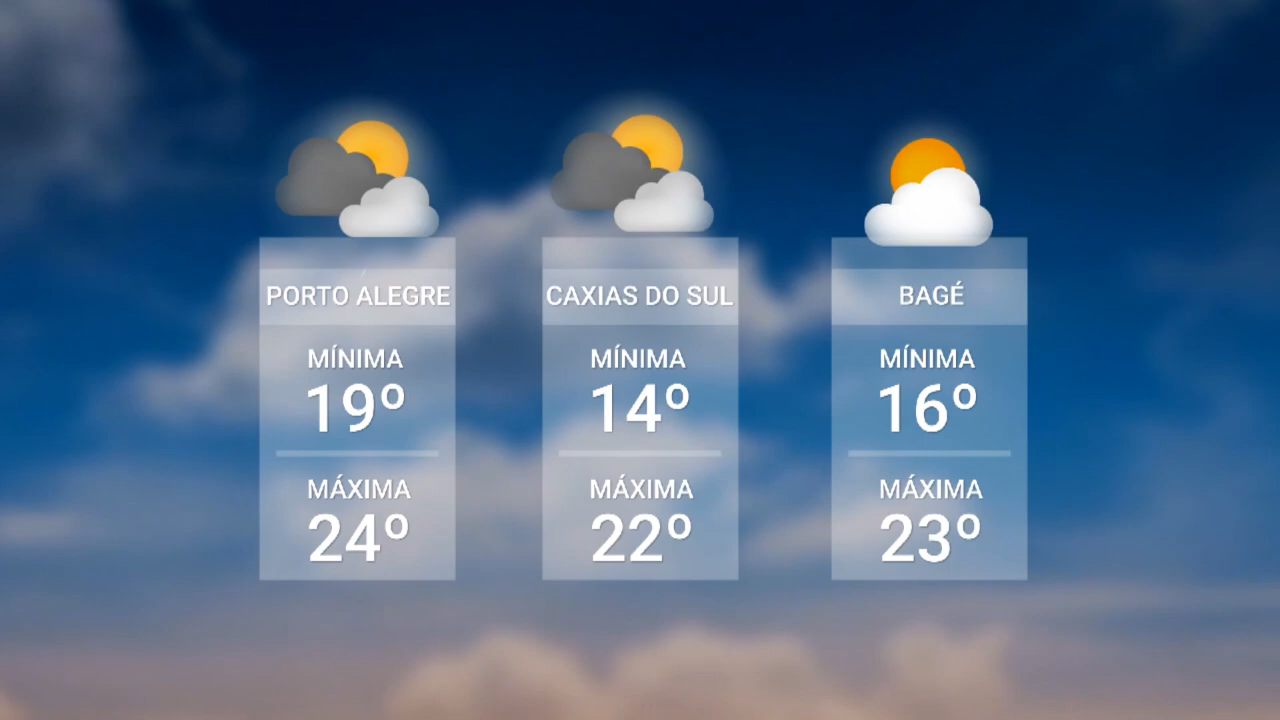 PORTO ALEGRE
MÍNIMA
19º
MÁXIMA
24º
CAXIAS DO SUL
MÍNIMA
14º
MÁXIMA
22º
BAGÉ
MÍNIMA
16º
MÁXIMA
23º